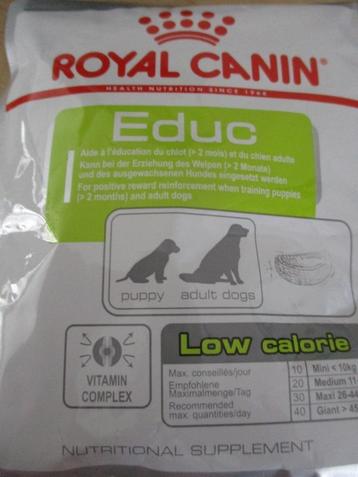 ROYAL CANIN
HEALTH NUTRITION SINCE 1968
Educ
Aide à l'éducation du chiot (> 2 mois) et du chien adulte
Kann bei der Erziehung des Welpen (> 2 Monate)
und des ausgewachsenen Hundes eingesetzt werden
For positive reward reinforcement when training puppies
(> 2 months) and adult dogs
puppy adult dogs
VITAMIN
COMPLEX
Low calorie
Max. conseillés/jour
Empfohlene
Maximalmenge/Tag
Recommended
max. quantities/day
10 Mini < 10kg
20 Medium 11
30 Maxi 26-44
40 Giant > 45
NUTRITIONAL SUPPLEMENT